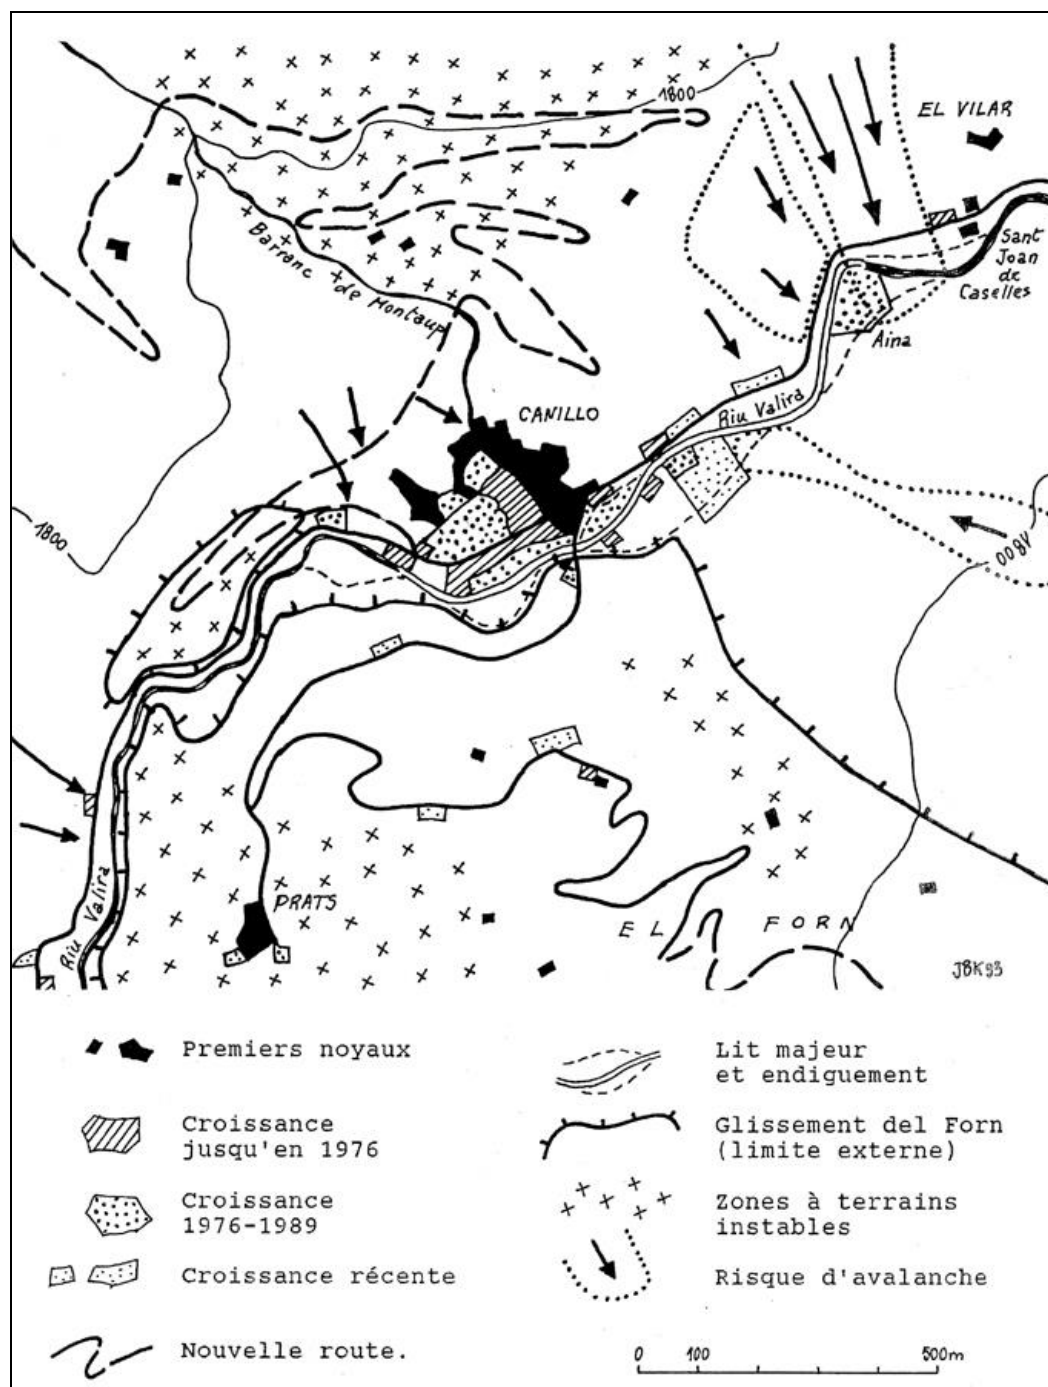 1800
EL VILAR
Barranc
de Montaup
Sant
Joan
de
Caselles
Aina
CANILLO
Riu Valira
1800
1800
Riu Valira
PRATS
EL FORN
JBK93
Premiers noyaux
Lit majeur
et endiguement
Croissance
jusqu'en 1976
Glissement del Forn
(limite externe)
Croissance
1976-1989
Zones à terrains
instables
Croissance récente
Risque d'avalanche
Nouvelle route.
0 100 500m